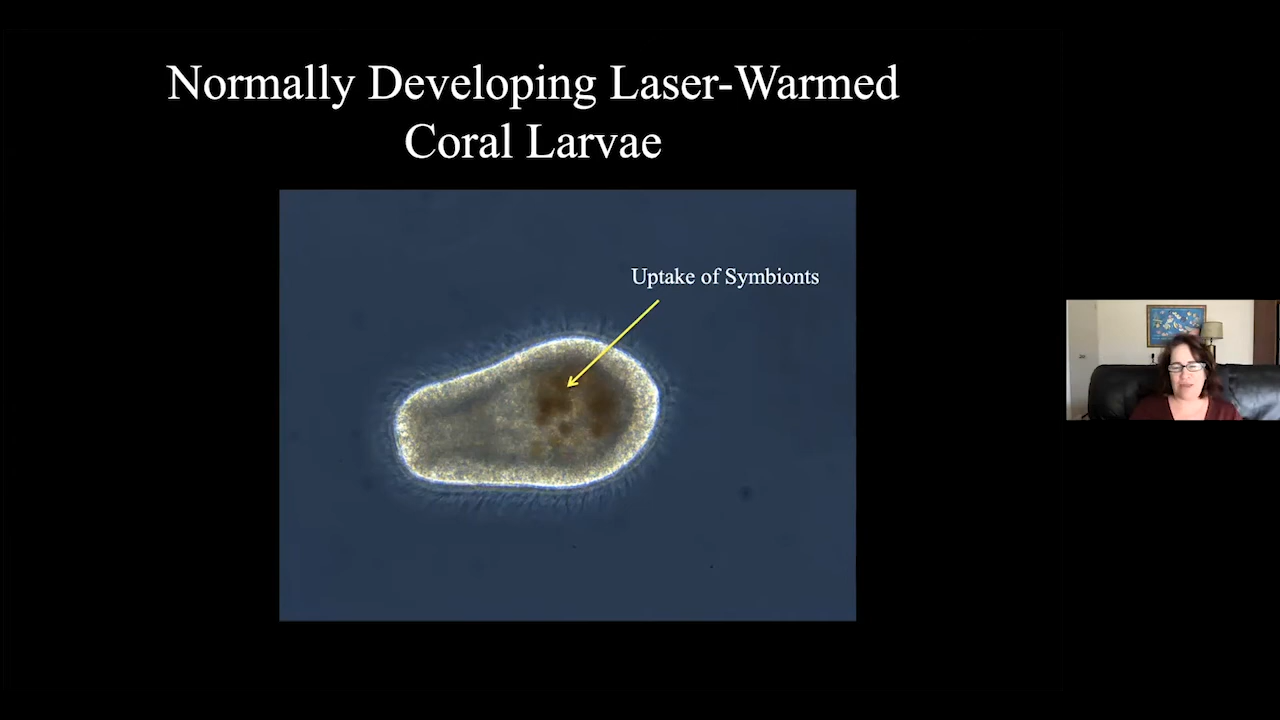 Normally Developing Laser-Warmed
Coral Larvae
Uptake of Symbionts